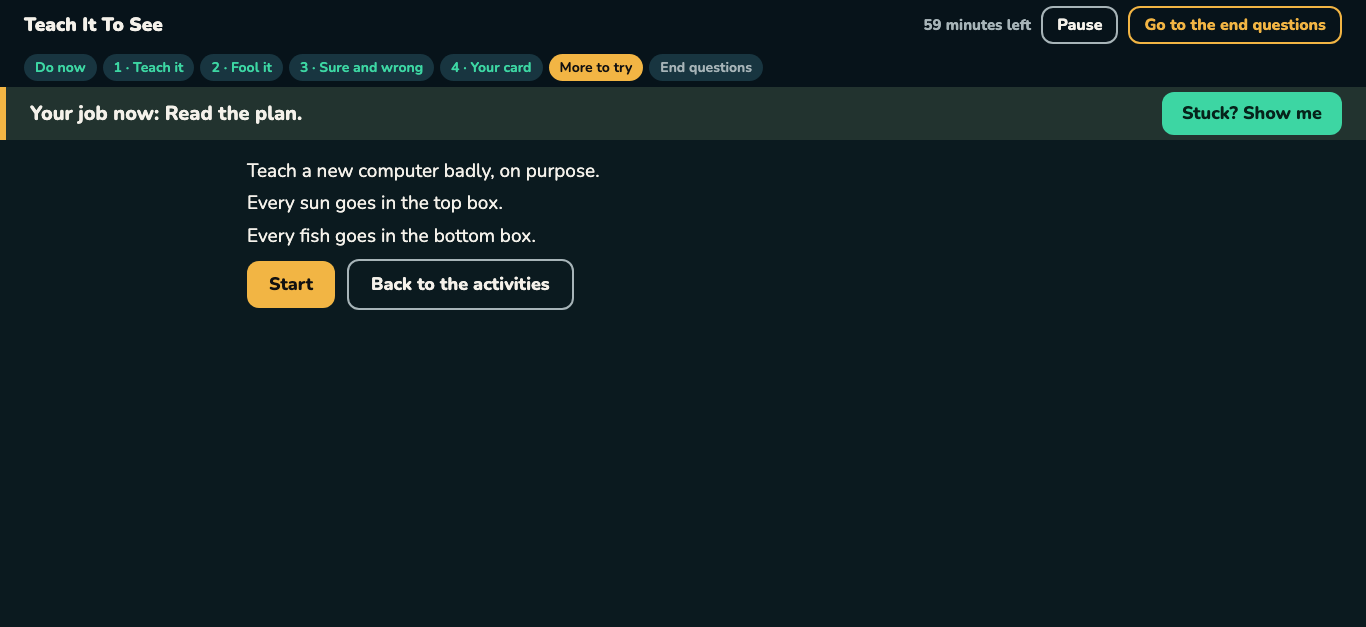 Teach It To See
59 minutes left
Pause
Go to the end questions
Do now
1 · Teach it
2 · Fool it
3 · Sure and wrong
4 · Your card
More to try
End questions
Your job now: Read the plan.
Stuck? Show me
Teach a new computer badly, on purpose.
Every sun goes in the top box.
Every fish goes in the bottom box.
Start
Back to the activities